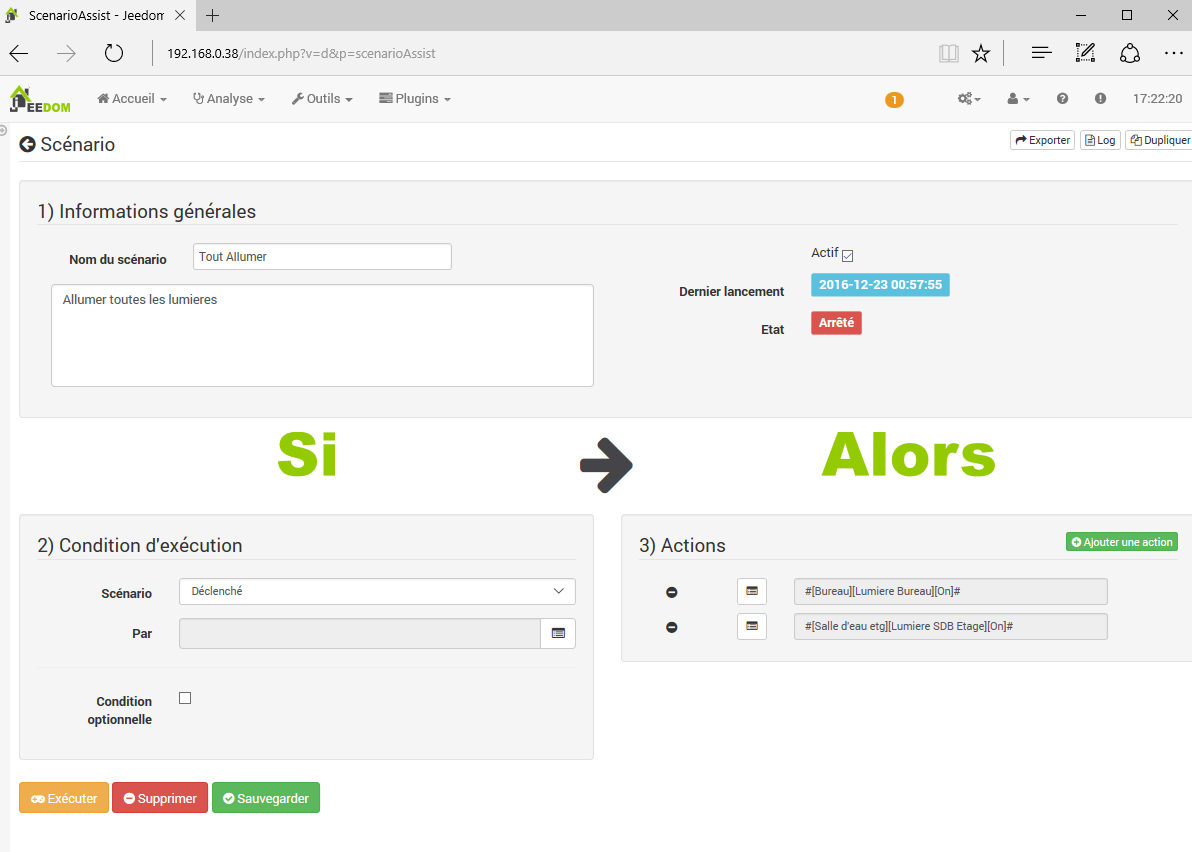 ScenarioAssist - Jeedom
192.168.0.38/index.php?v=d&p=scenarioAssist
JEEDOM Accueil Analyse Outils Plugins 1 17:22:20
Scénario Exporter Log Dupliquer
1) Informations générales
Nom du scénario Tout Allumer Actif
Allumer toutes les lumieres
Dernier lancement 2016-12-23 00:57:55
Etat Arrêté
Si Alors
2) Condition d'exécution
Scénario Déclenché
Par
Condition
optionnelle
3) Actions Ajouter une action
#[Bureau][Lumiere Bureau][On]#
#[Salle d'eau etg][Lumiere SDB Etage][On]#
Exécuter Supprimer Sauvegarder